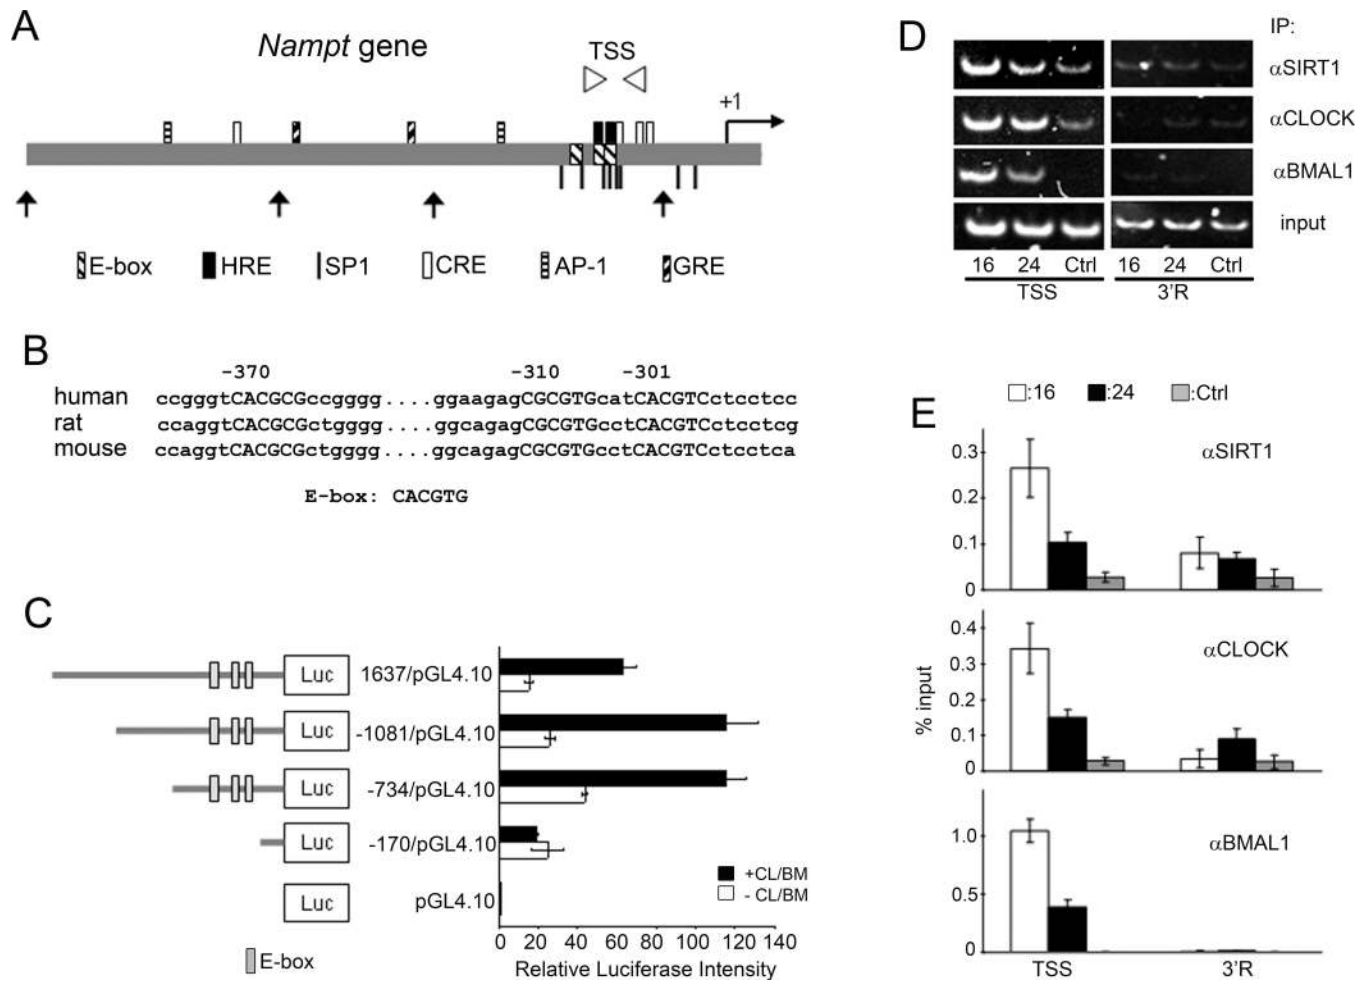 A
Nampt gene
TSS
+1
E-box HRE SP1 CRE AP-1 GRE
B
-370 -310 -301
human ccgggtCACGCGccgggg....ggaagagCGCGTGcatCACGTCctcctcc
rat ccaggtCACGCGctgggg....ggcagagCGCGTGcctCACGTCctcctcg
mouse ccaggtCACGCGctgggg....ggcagagCGCGTGcctCACGTCctcctca
E-box: CACGTG
C
Luc 1637/pGL4.10
Luc -1081/pGL4.10
Luc -734/pGL4.10
Luc -170/pGL4.10
Luc pGL4.10
+CL/BM
- CL/BM
0 20 40 60 80 100 120 140
Relative Luciferase Intensity
E-box
D
IP:
αSIRT1
αCLOCK
αBMAL1
input
16 24 Ctrl 16 24 Ctrl
TSS 3'R
E
:16 :24 :Ctrl
αSIRT1
0.3
0.2
0.1
0
αCLOCK
0.4
0.3
0.2
0.1
0
% input
αBMAL1
1.0
0.5
0
TSS 3'R